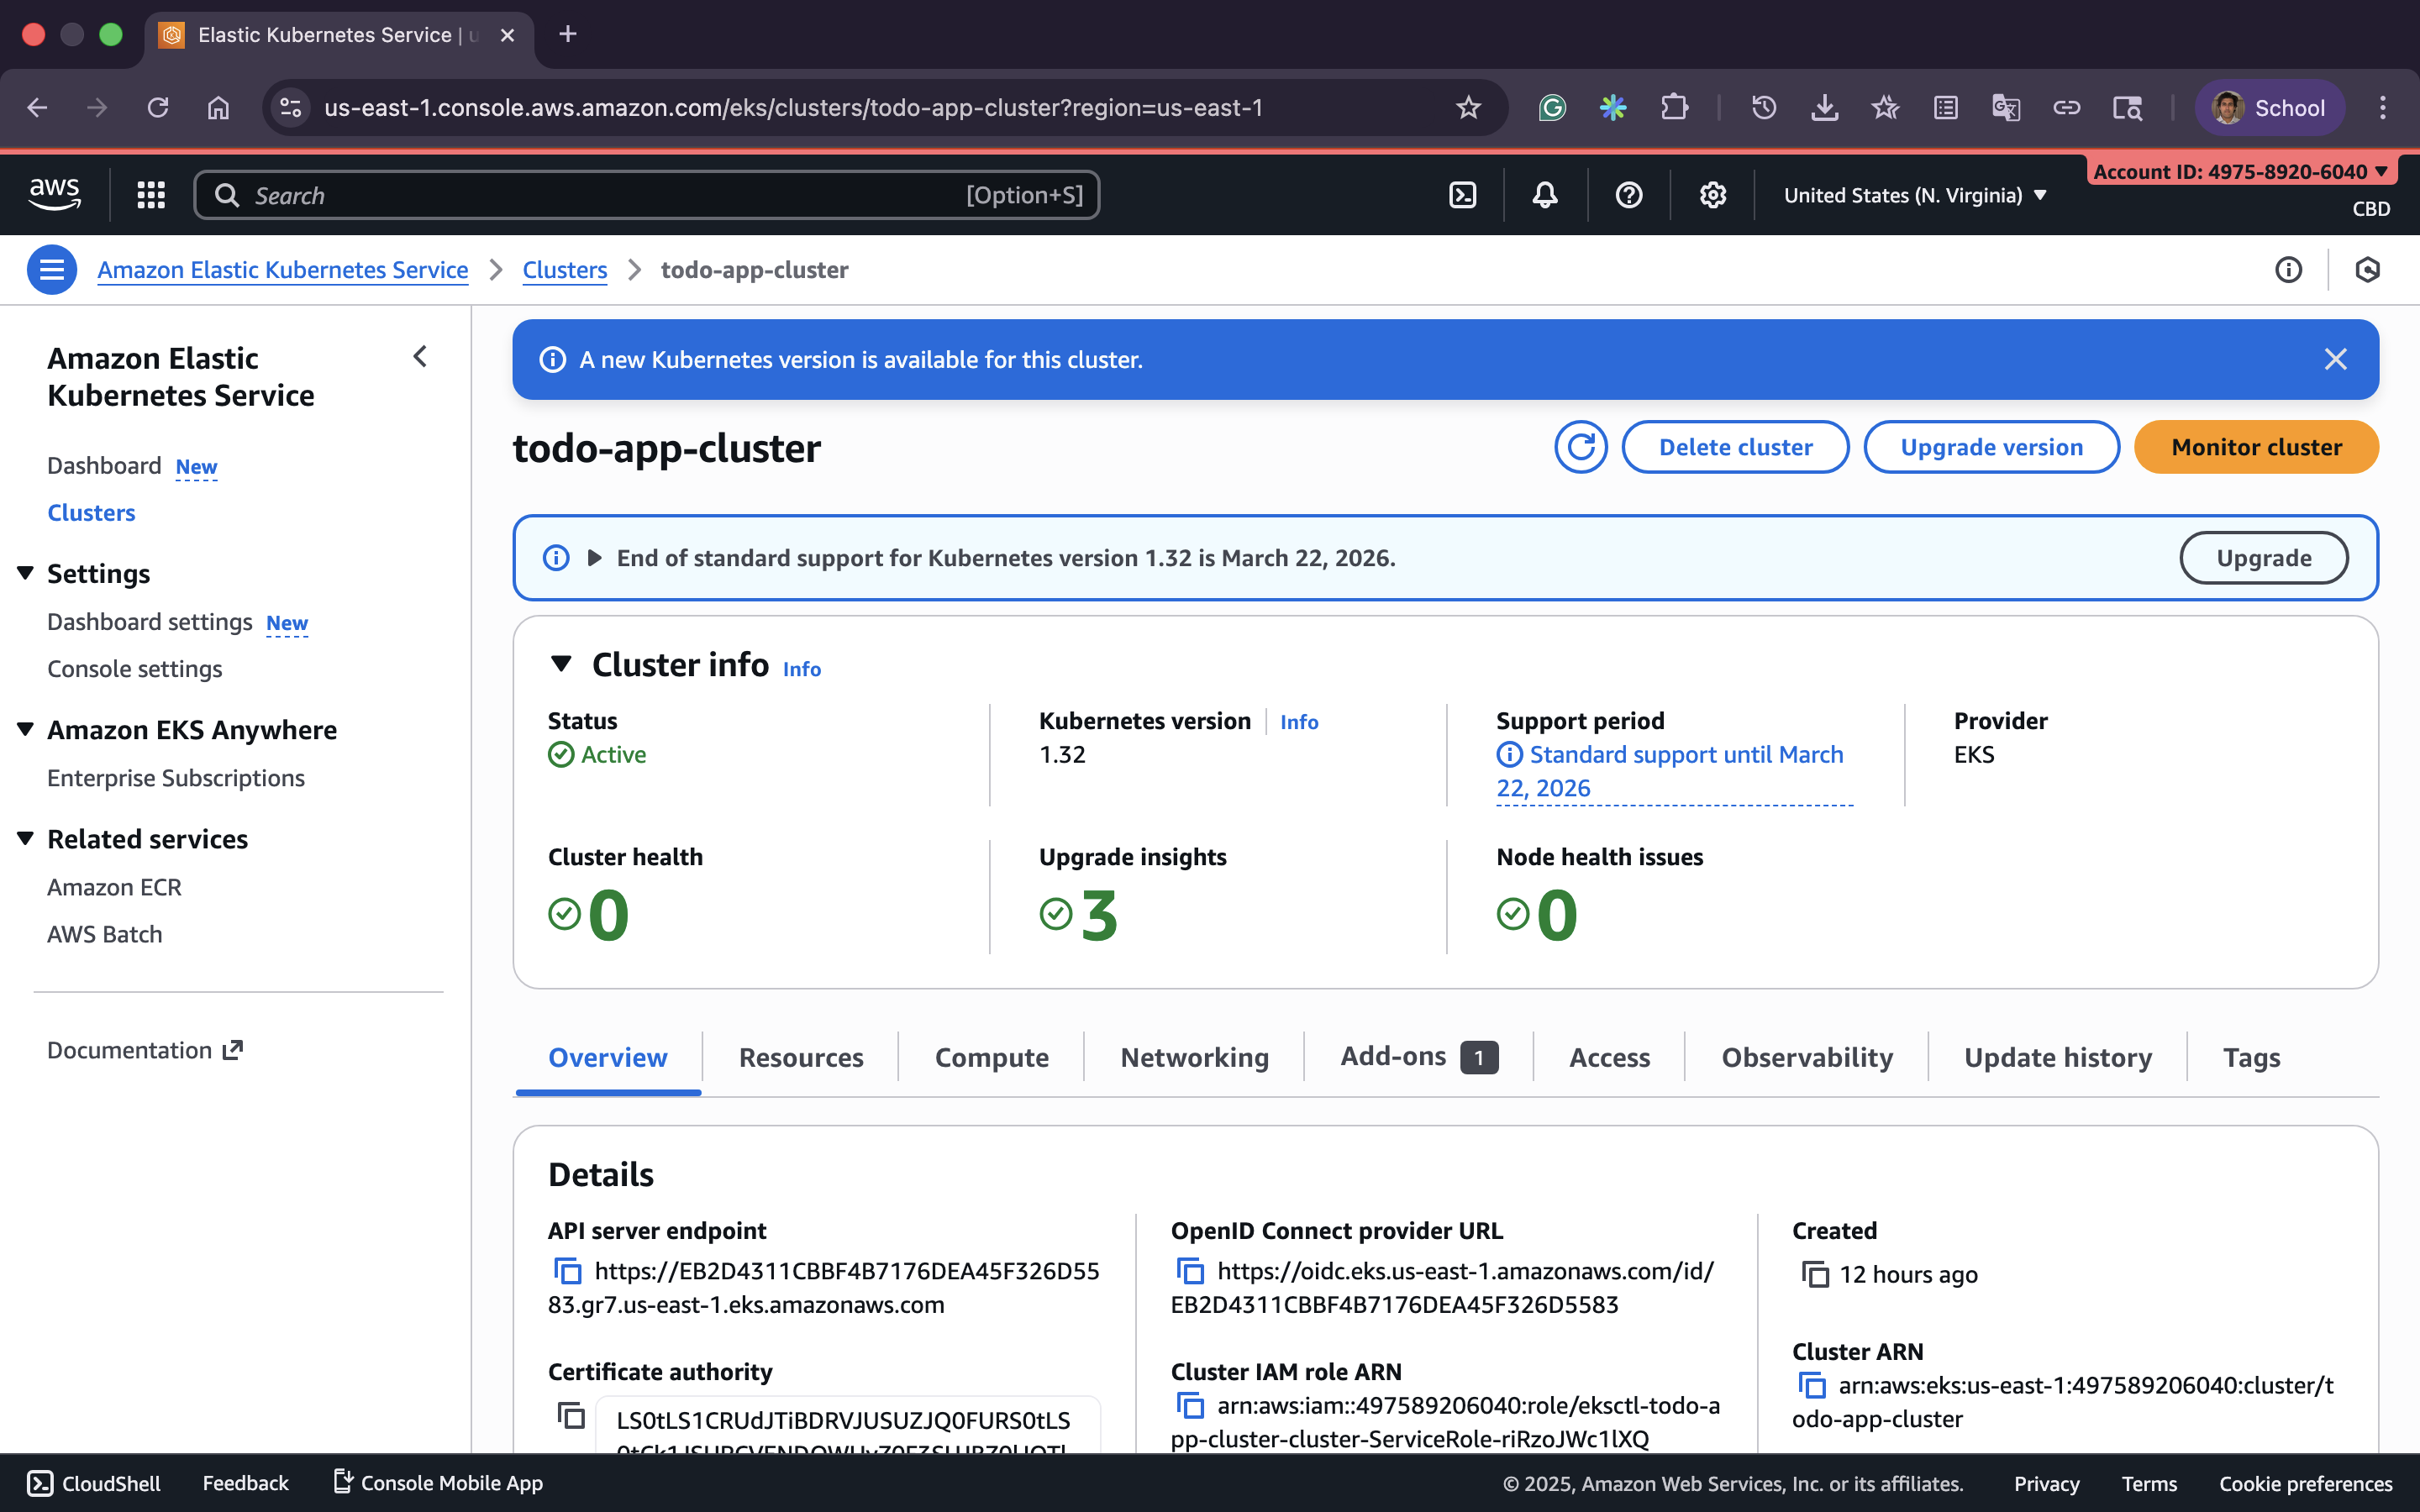 Elastic Kubernetes Service | u
us-east-1.console.aws.amazon.com/eks/clusters/todo-app-cluster?region=us-east-1
School
aws
Search
[Option+S]
United States (N. Virginia)
Account ID: 4975-8920-6040
CBD
Amazon Elastic Kubernetes Service
Clusters
todo-app-cluster
Amazon Elastic
Kubernetes Service
Dashboard New
Clusters
Settings
Dashboard settings New
Console settings
Amazon EKS Anywhere
Enterprise Subscriptions
Related services
Amazon ECR
AWS Batch
Documentation
A new Kubernetes version is available for this cluster.
todo-app-cluster
Delete cluster
Upgrade version
Monitor cluster
End of standard support for Kubernetes version 1.32 is March 22, 2026.
Upgrade
Cluster info Info
Status
Active
Kubernetes version Info
1.32
Support period
Standard support until March
22, 2026
Provider
EKS
Cluster health
0
Upgrade insights
3
Node health issues
0
Overview
Resources
Compute
Networking
Add-ons 1
Access
Observability
Update history
Tags
Details
API server endpoint
https://EB2D4311CBBF4B7176DEA45F326D55
83.gr7.us-east-1.eks.amazonaws.com
Certificate authority
LS0tLS1CRUdJTiBDRVJUSUZJQ0FURS0tLS
OpenID Connect provider URL
https://oidc.eks.us-east-1.amazonaws.com/id/
EB2D4311CBBF4B7176DEA45F326D5583
Cluster IAM role ARN
arn:aws:iam::497589206040:role/eksctl-todo-a
pp-cluster-cluster-ServiceRole-riRzoJWc1lXQ
Created
12 hours ago
Cluster ARN
arn:aws:eks:us-east-1:497589206040:cluster/t
odo-app-cluster
CloudShell
Feedback
Console Mobile App
© 2025, Amazon Web Services, Inc. or its affiliates.
Privacy
Terms
Cookie preferences